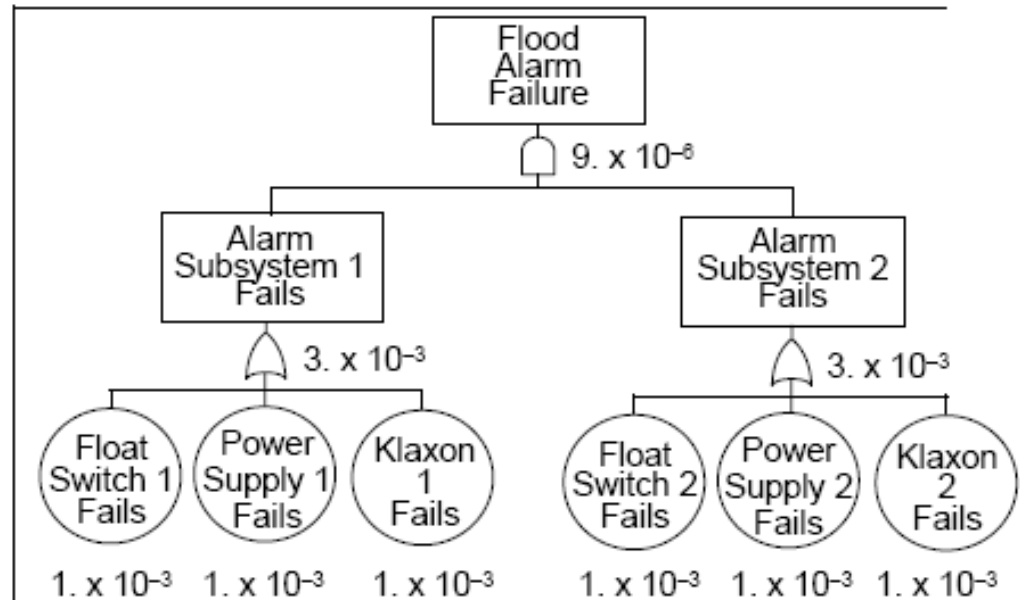 Flood
Alarm
Failure
9. x 10⁻⁶
Alarm
Subsystem 1
Fails
Alarm
Subsystem 2
Fails
3. x 10⁻³
3. x 10⁻³
Float
Switch 1
Fails
Power
Supply 1
Fails
Klaxon
1
Fails
Float
Switch 2
Fails
Power
Supply 2
Fails
Klaxon
2
Fails
1. x 10⁻³ 1. x 10⁻³ 1. x 10⁻³ 1. x 10⁻³ 1. x 10⁻³ 1. x 10⁻³